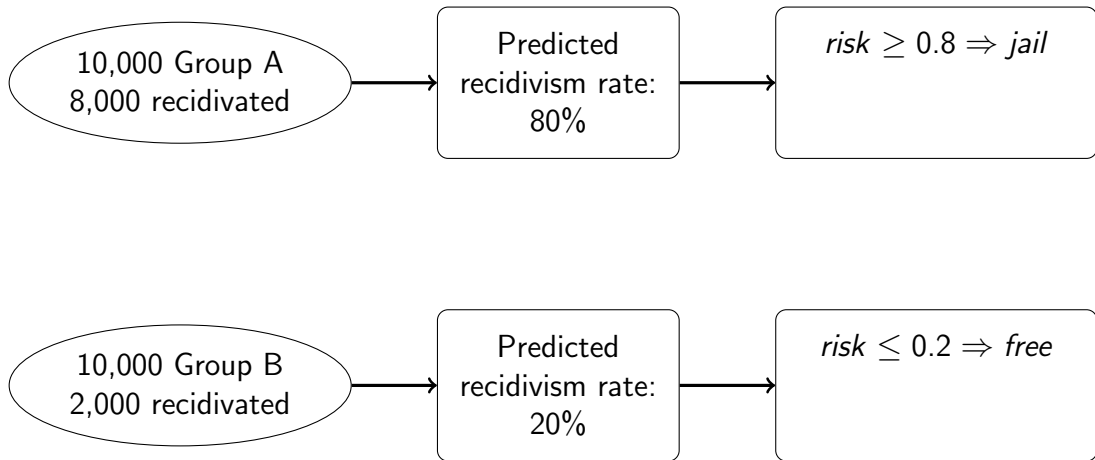 10,000 Group A
8,000 recidivated
Predicted
recidivism rate:
80%
risk ≥ 0.8 ⇒ jail
10,000 Group B
2,000 recidivated
Predicted
recidivism rate:
20%
risk ≤ 0.2 ⇒ free